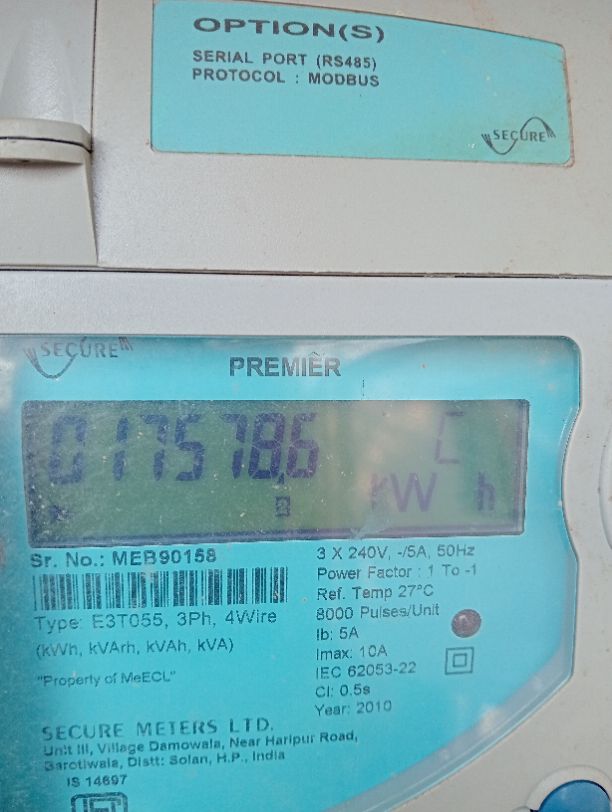 OPTION(S)
SERIAL PORT (RS485)
PROTOCOL : MODBUS
SECURE
SECURE
PREMIER
017578.6
C
kW h
Sr. No.: MEB90158
Type: E3T055, 3Ph, 4Wire
(kWh, kVArh, kVAh, kVA)
"Property of MeECL"
3 X 240V, -/5A, 50Hz
Power Factor : 1 To -1
Ref. Temp 27°C
8000 Pulses/Unit
Ib: 5A
Imax: 10A
IEC 62053-22
Cl: 0.5s
Year: 2010
SECURE METERS LTD.
Unit III, Village Damowala, Near Haripur Road,
Barotiwala, Distt: Solan, H.P., India
IS 14697